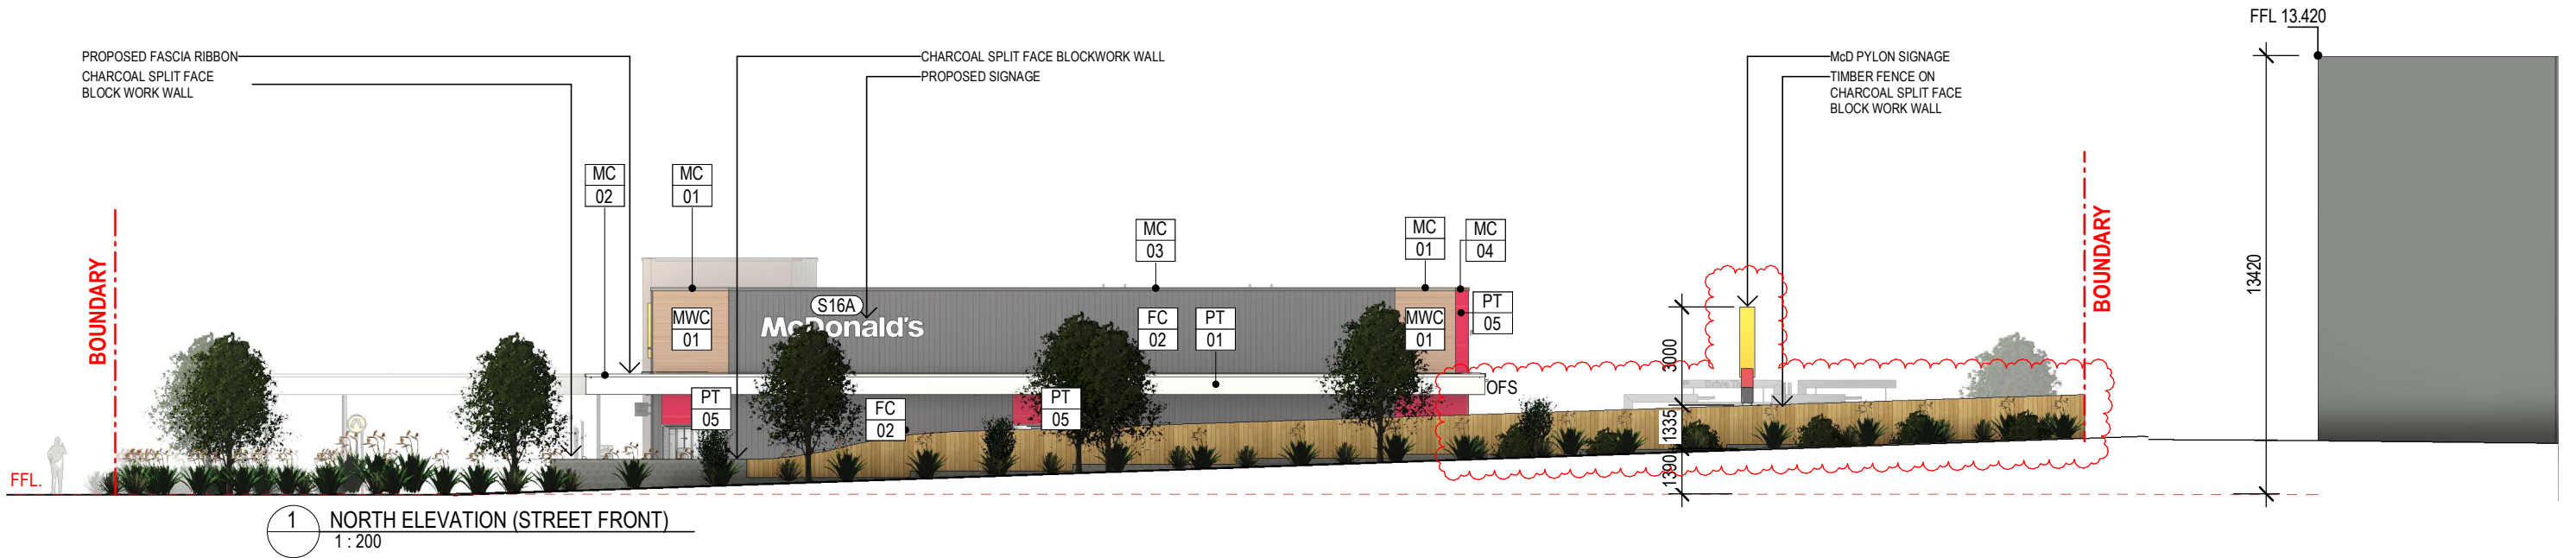 FFL 13.420
PROPOSED FASCIA RIBBON
CHARCOAL SPLIT FACE
BLOCK WORK WALL
CHARCOAL SPLIT FACE BLOCKWORK WALL
PROPOSED SIGNAGE
McD PYLON SIGNAGE
TIMBER FENCE ON
CHARCOAL SPLIT FACE
BLOCK WORK WALL
MC
02
MC
01
MC
03
MC
01
MC
04
BOUNDARY
BOUNDARY
13420
S16A
McDonald's
MWC
01
FC
02
PT
01
MWC
01
PT
05
3000
OFS
PT
05
FC
02
PT
05
1335
1390
FFL.
1
NORTH ELEVATION (STREET FRONT)
1 : 200